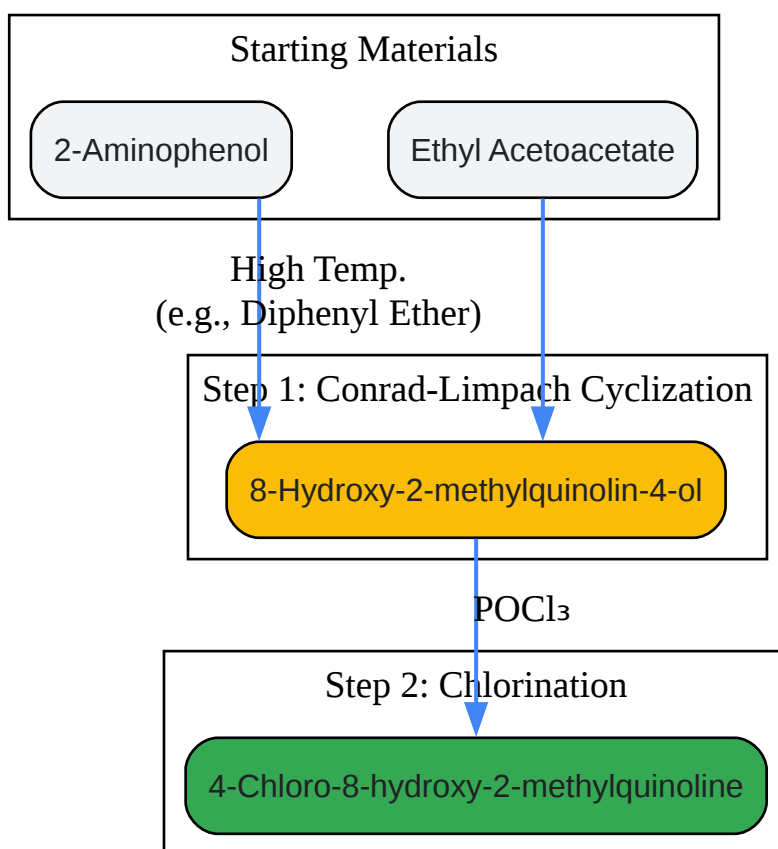 Starting Materials
2-Aminophenol
Ethyl Acetoacetate
High Temp.
(e.g., Diphenyl Ether)
Step 1: Conrad-Limpach Cyclization
8-Hydroxy-2-methylquinolin-4-ol
POCl₃
Step 2: Chlorination
4-Chloro-8-hydroxy-2-methylquinoline